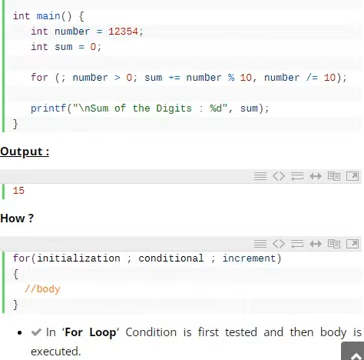 int main() {
int number = 12354;
int sum = 0;
for (; number > 0; sum += number % 10, number /= 10);
printf("\nSum of the Digits : %d", sum);
}
Output :
15
How ?
for(initialization ; conditional ; increment)
{
//body
}
In ‘For Loop‘ Condition is first tested and then body is
executed.